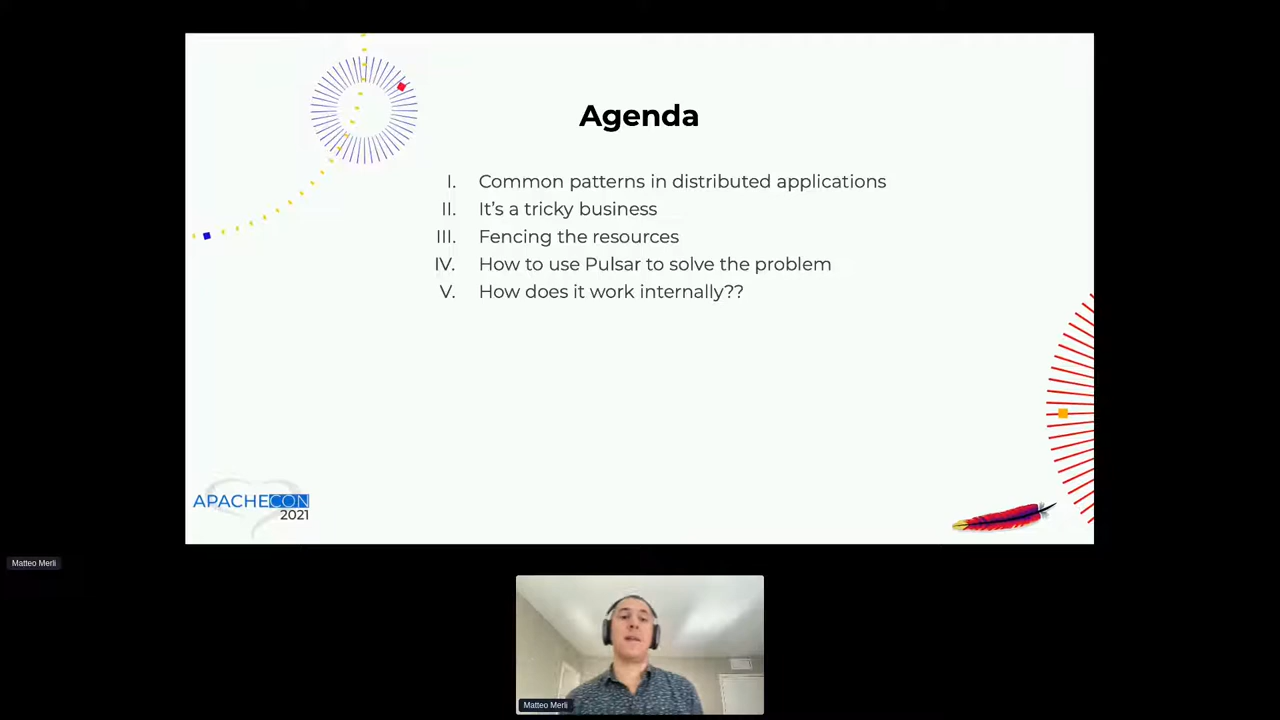 Agenda
I. Common patterns in distributed applications
II. It's a tricky business
III. Fencing the resources
IV. How to use Pulsar to solve the problem
V. How does it work internally??
APACHECON
2021
Matteo Merli
Matteo Merli